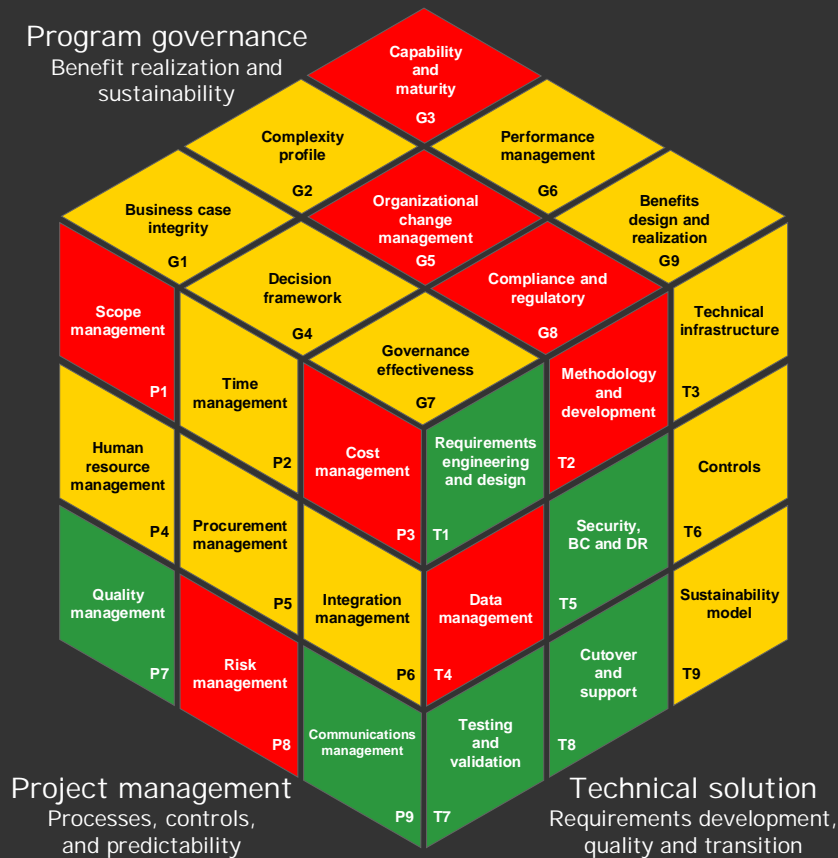 Program governance
Benefit realization and
sustainability
Capability
and
maturity
G3
Complexity
profile
G2
Performance
management
G6
Business case
integrity
G1
Organizational
change
management
G5
Benefits
design and
realization
G9
Decision
framework
G4
Compliance and
regulatory
G8
Governance
effectiveness
G7
Scope
management
P1
Time
management
P2
Cost
management
P3
Human
resource
management
P4
Procurement
management
P5
Integration
management
P6
Quality
management
P7
Risk
management
P8
Communications
management
P9
Requirements
engineering
and design
T1
Methodology
and
development
T2
Technical
infrastructure
T3
Data
management
T4
Security,
BC and DR
T5
Controls
T6
Testing
and
validation
T7
Cutover
and
support
T8
Sustainability
model
T9
Project management
Processes, controls,
and predictability
Technical solution
Requirements development,
quality and transition